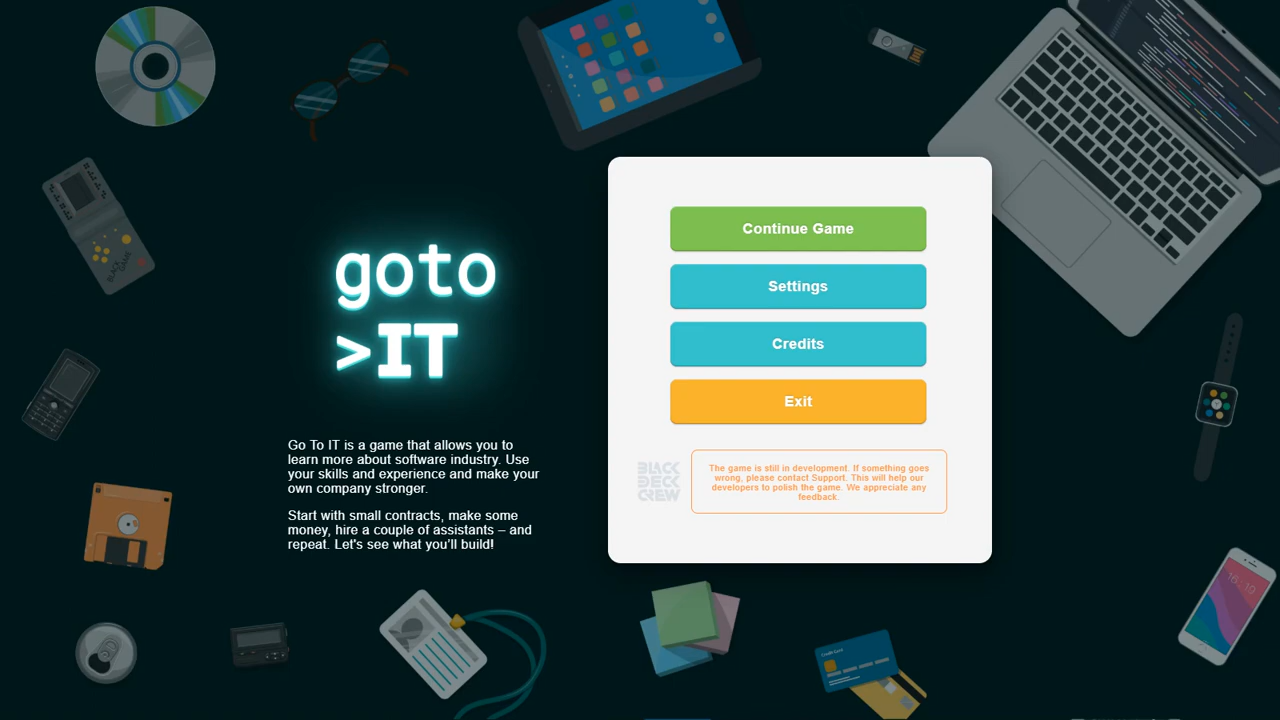 goto
>IT
Go To IT is a game that allows you to
learn more about software industry. Use
your skills and experience and make your
own company stronger.
Start with small contracts, make some
money, hire a couple of assistants – and
repeat. Let's see what you'll build!
Continue Game
Settings
Credits
Exit
BLACK
DECK
CREW
The game is still in development. If something goes
wrong, please contact Support. This will help our
developers to polish the game. We appreciate any
feedback.
Credit Card
16:19